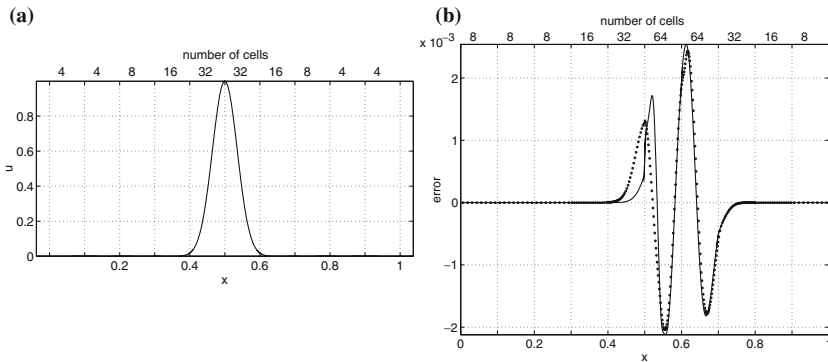 (a)
number of cells
4 4 8 16 32 32 16 8 4 4
0.8
0.6
0.4
0.2
0
u
0.2 0.4 0.6 0.8 1
x
(b)
number of cells
8 8 8 16 32 64 64 32 16 8
x 10⁻³
2
1
0
−1
−2
error
0 0.2 0.4 0.6 0.8 1
x